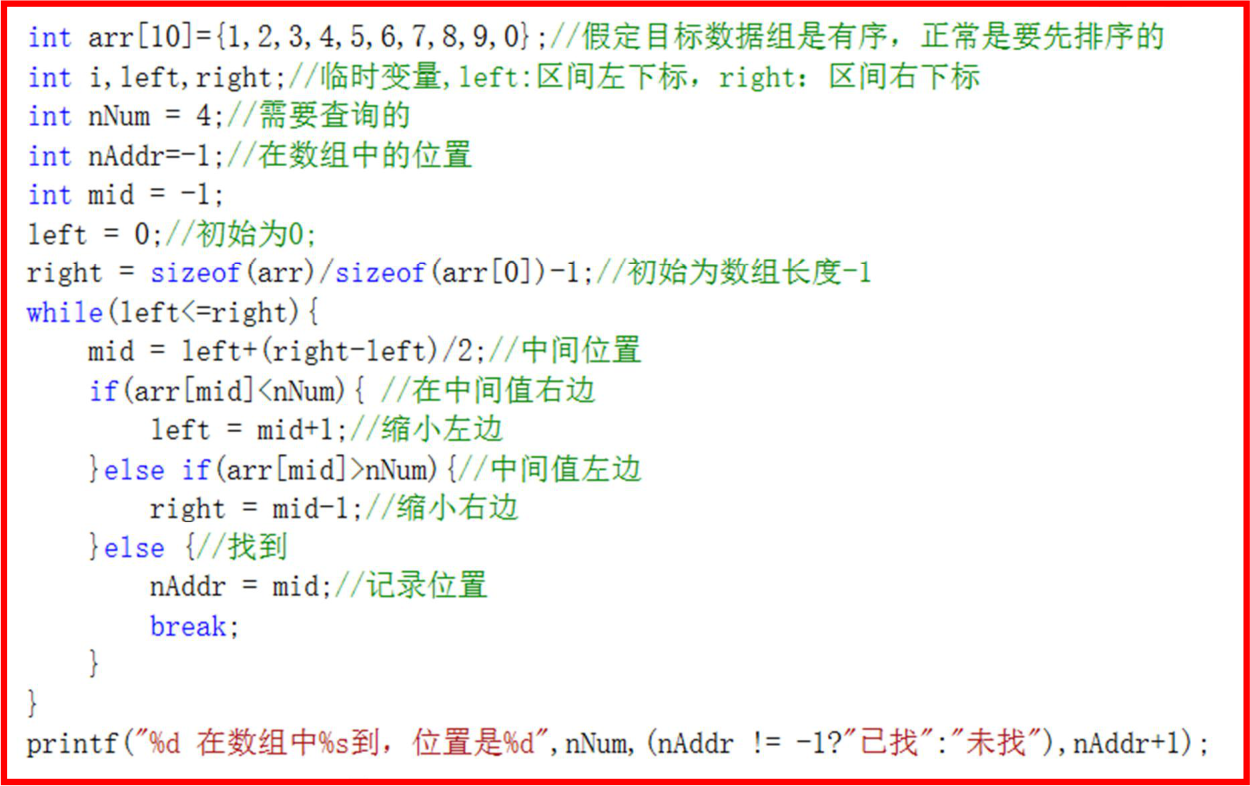 int arr[10]={1,2,3,4,5,6,7,8,9,0};//假定目标数据组是有序，正常是要先排序的
int i,left,right;//临时变量,left:区间左下标，right：区间右下标
int nNum = 4;//需要查询的
int nAddr=-1;//在数组中的位置
int mid = -1;
left = 0;//初始为0;
right = sizeof(arr)/sizeof(arr[0])-1;//初始为数组长度-1
while(left<=right){
    mid = left+(right-left)/2;//中间位置
    if(arr[mid]<nNum){ //在中间值右边
        left = mid+1;//缩小左边
    }else if(arr[mid]>nNum){//中间值左边
        right = mid-1;//缩小右边
    }else {//找到
        nAddr = mid;//记录位置
        break;
    }
}
printf("%d 在数组中%s到，位置是%d",nNum,(nAddr != -1?"已找":"未找"),nAddr+1);